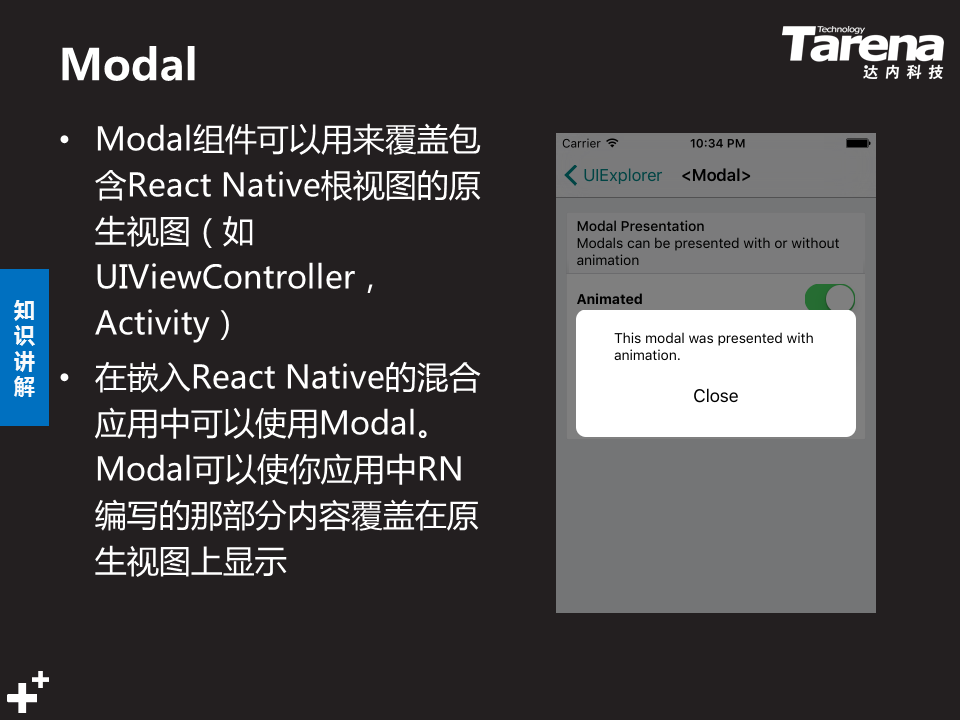 Modal
Technology
Tarena
达内科技
• Modal组件可以用来覆盖包
含React Native根视图的原
生视图（如
UIViewController，
Activity）
• 在嵌入React Native的混合
应用中可以使用Modal。
Modal可以使你应用中RN
编写的那部分内容覆盖在原
生视图上显示
知
识
讲
解
Carrier 10:34 PM
UIExplorer <Modal>
Modal Presentation
Modals can be presented with or without
animation
Animated
This modal was presented with
animation.
Close